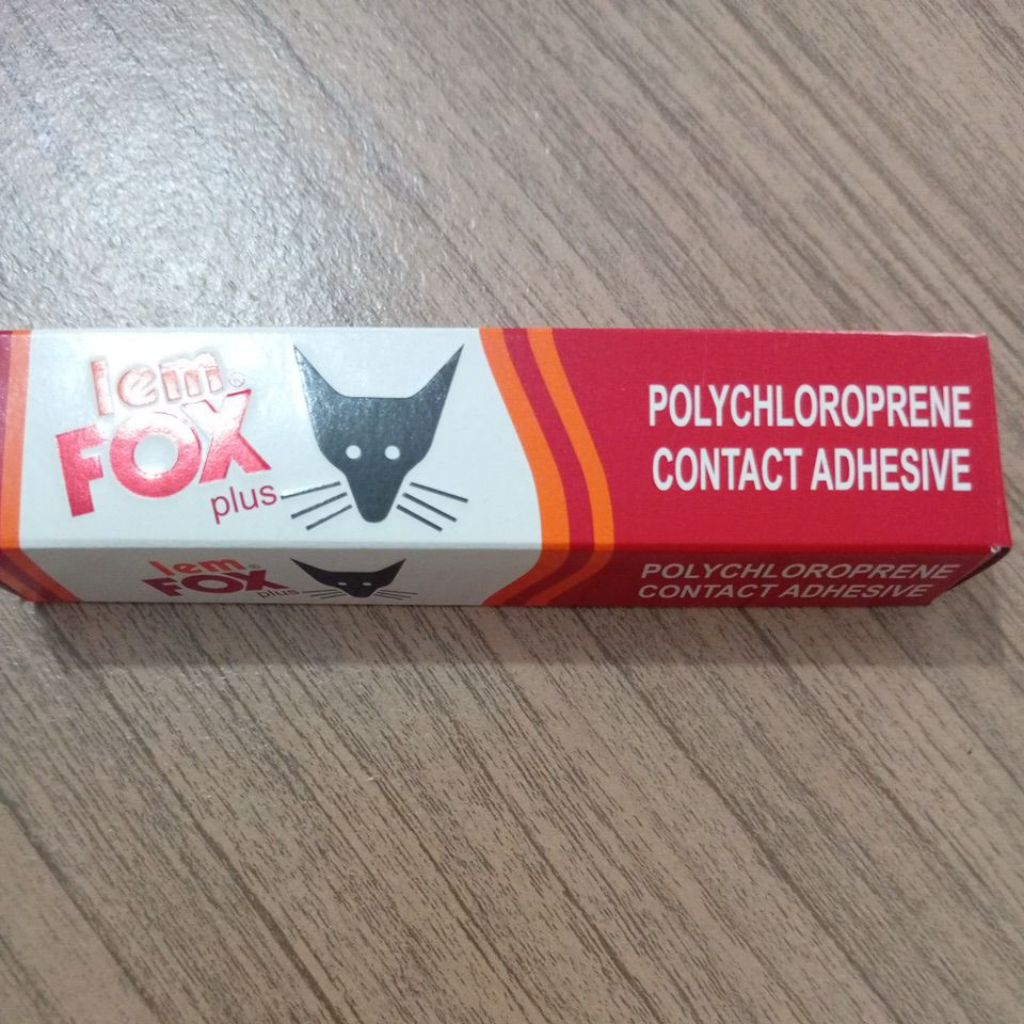 lem®
FOX
plus
POLYCHLOROPRENE
CONTACT ADHESIVE
lem®
FOX
plus
POLYCHLOROPRENE
CONTACT ADHESIVE